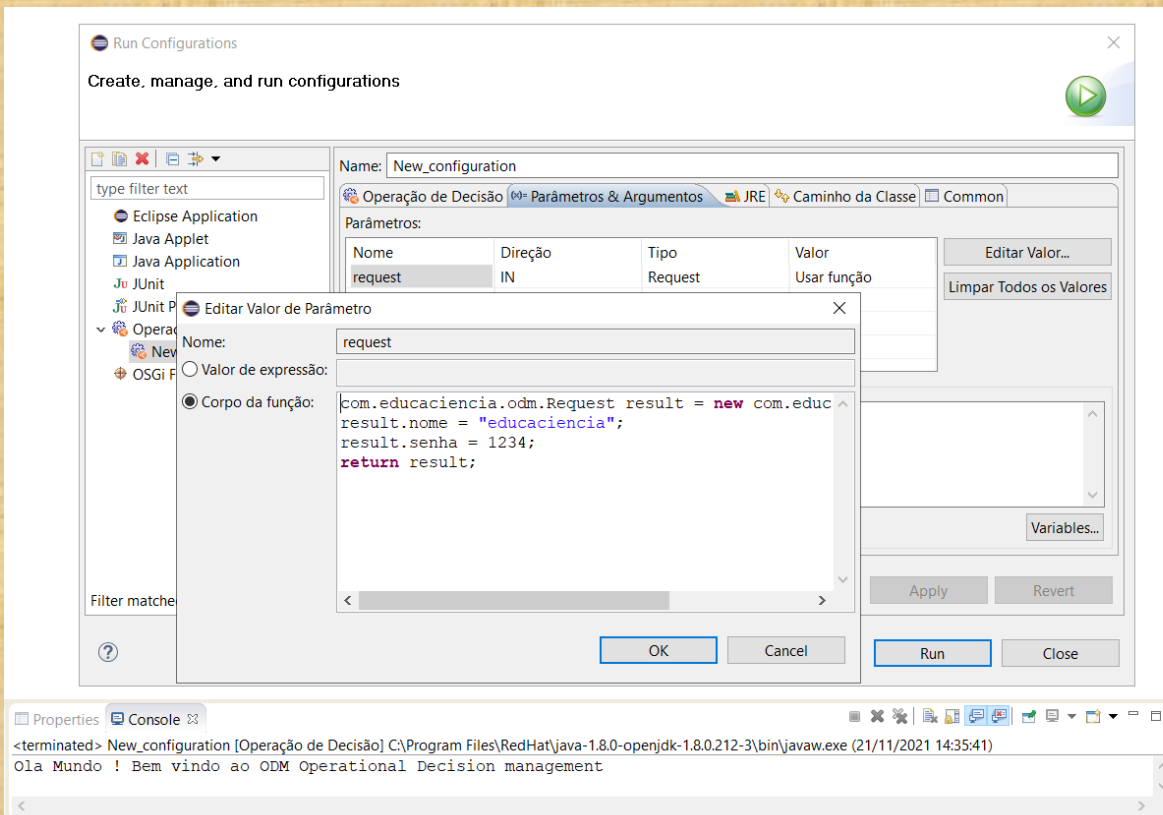 Run Configurations
Create, manage, and run configurations
type filter text
Eclipse Application
Java Applet
Java Application
JUnit
JUnit P
Operaç
New
OSGi F
Filter matche
Name: New_configuration
Operação de Decisão (x)= Parâmetros & Argumentos JRE Caminho da Classe Common
Parâmetros:
Nome Direção Tipo Valor
request IN Request Usar função
Editar Valor...
Limpar Todos os Valores
Variables...
Apply Revert
Run Close
Editar Valor de Parâmetro
Nome: request
Valor de expressão:
Corpo da função:
com.educaciencia.odm.Request result = new com.educ
result.nome = "educaciencia";
result.senha = 1234;
return result;
OK Cancel
Properties Console
<terminated> New_configuration [Operação de Decisão] C:\Program Files\RedHat\java-1.8.0-openjdk-1.8.0.212-3\bin\javaw.exe (21/11/2021 14:35:41)
Ola Mundo ! Bem vindo ao ODM Operational Decision management